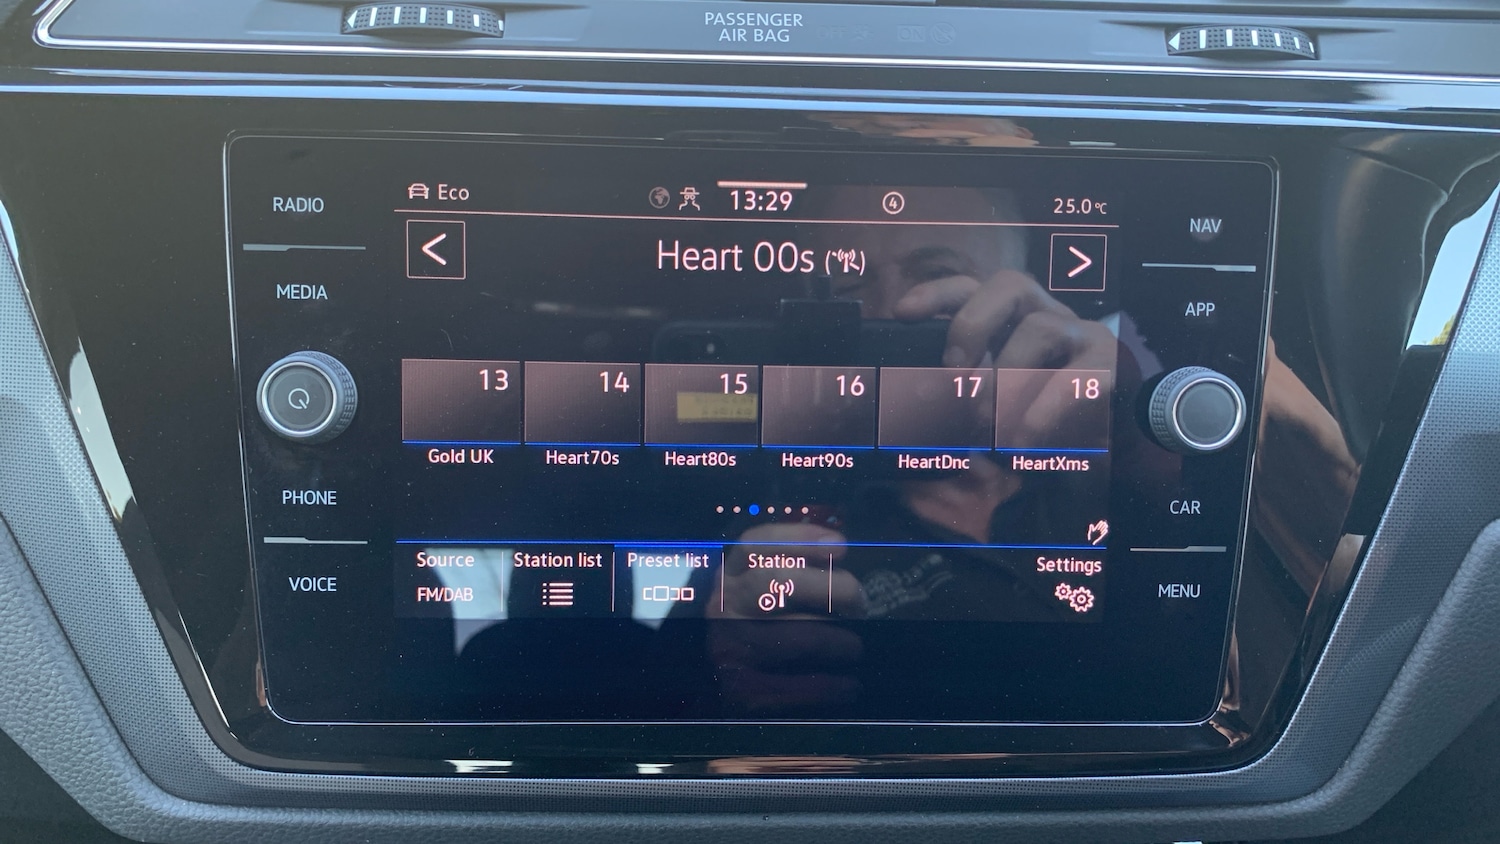 PASSENGER
AIR BAG
RADIO
MEDIA
PHONE
VOICE
Eco
13:29
4
25.0°C
Heart 00s
13
14
15
16
17
18
Gold UK
Heart70s
Heart80s
Heart90s
HeartDnc
HeartXms
Source
FM/DAB
Station list
Preset list
Station
Settings
NAV
APP
CAR
MENU